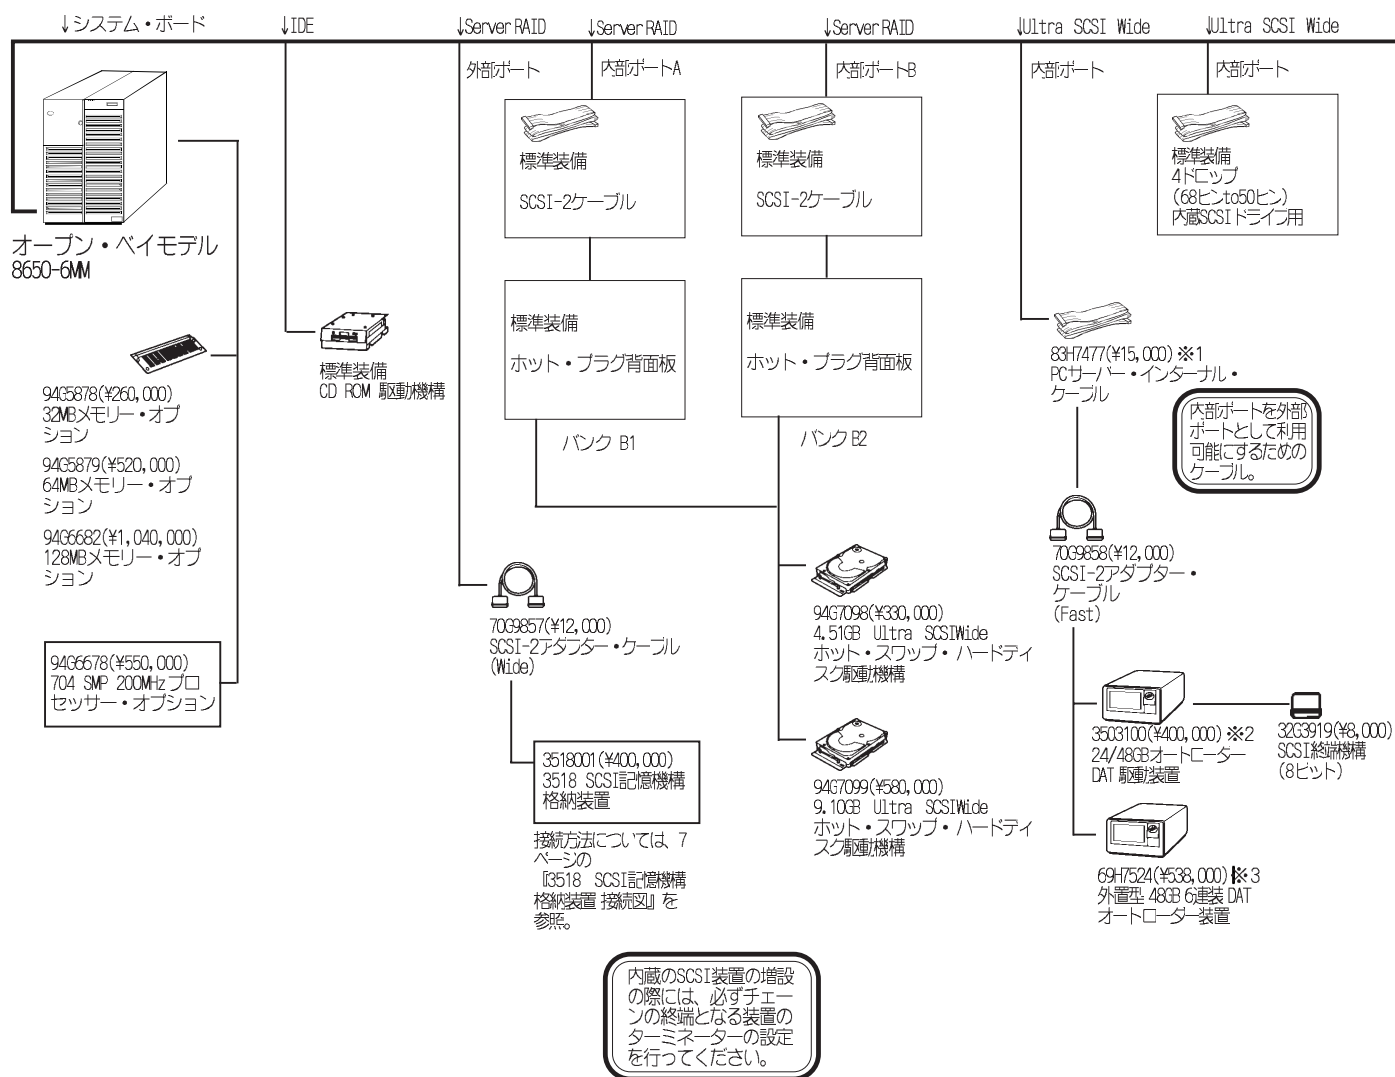 ↓システム・ボード
↓IDE
↓Server RAID
↓Server RAID
↓Server RAID
↓Ultra SCSI Wide
↓Ultra SCSI Wide
外部ポート
内部ポートA
内部ポートB
内部ポート
内部ポート
オープン・ベイモデル
8650-6MM
94G5878(¥260,000)
32MBメモリー・オプ
ション
94G5879(¥520,000)
64MBメモリー・オプ
ション
94G6682(¥1,040,000)
128MBメモリー・オプ
ション
94G6678(¥550,000)
704 SMP 200MHzプロ
セッサー・オプション
標準装備
CD ROM 駆動機構
標準装備
SCSI-2ケーブル
標準装備
ホット・プラグ背面板
バンク B1
標準装備
SCSI-2ケーブル
標準装備
ホット・プラグ背面板
バンク B2
70G9857(¥12,000)
SCSI-2アダプター・ケーブル
(Wide)
3518001(¥400,000)
3518 SCSI記憶機構
格納装置
接続方法については、7
ページの
『3518 SCSI記憶機構
格納装置 接続図』を
参照。
94G7098(¥330,000)
4.51GB Ultra SCSIWide
ホット・スワップ・ハードディ
スク駆動機構
94G7099(¥580,000)
9.10GB Ultra SCSIWide
ホット・スワップ・ハードディ
スク駆動機構
83H7477(¥15,000)※1
PCサーバー・インターナル・
ケーブル
内部ポートを外部
ポートとして利用
可能にするための
ケーブル。
70G9858(¥12,000)
SCSI-2アダプター・
ケーブル
(Fast)
3503100(¥400,000)※2
24/48GBオートローダー
DAT 駆動装置
32G3919(¥8,000)
SCSI終端機構
(8ビット)
69H7524(¥538,000)※3
外置型 48GB 6連装 DAT
オートローダー装置
標準装備
4ドロップ
(68ピンto50ピン)
内蔵SCSIドライブ用
内蔵のSCSI装置の増設
の際には、必ずチェー
ンの終端となる装置の
ターミネーターの設定
を行ってください。